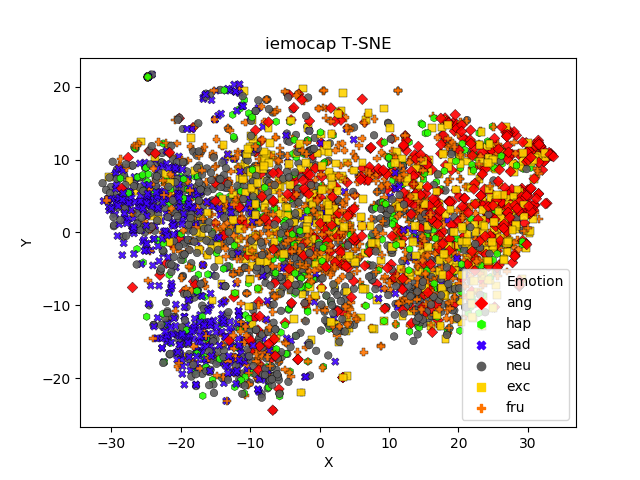 iemocap T-SNE
Y
20
10
0
−10
−20
−30
−20
−10
0
10
20
30
X
Emotion
ang
hap
sad
neu
exc
fru